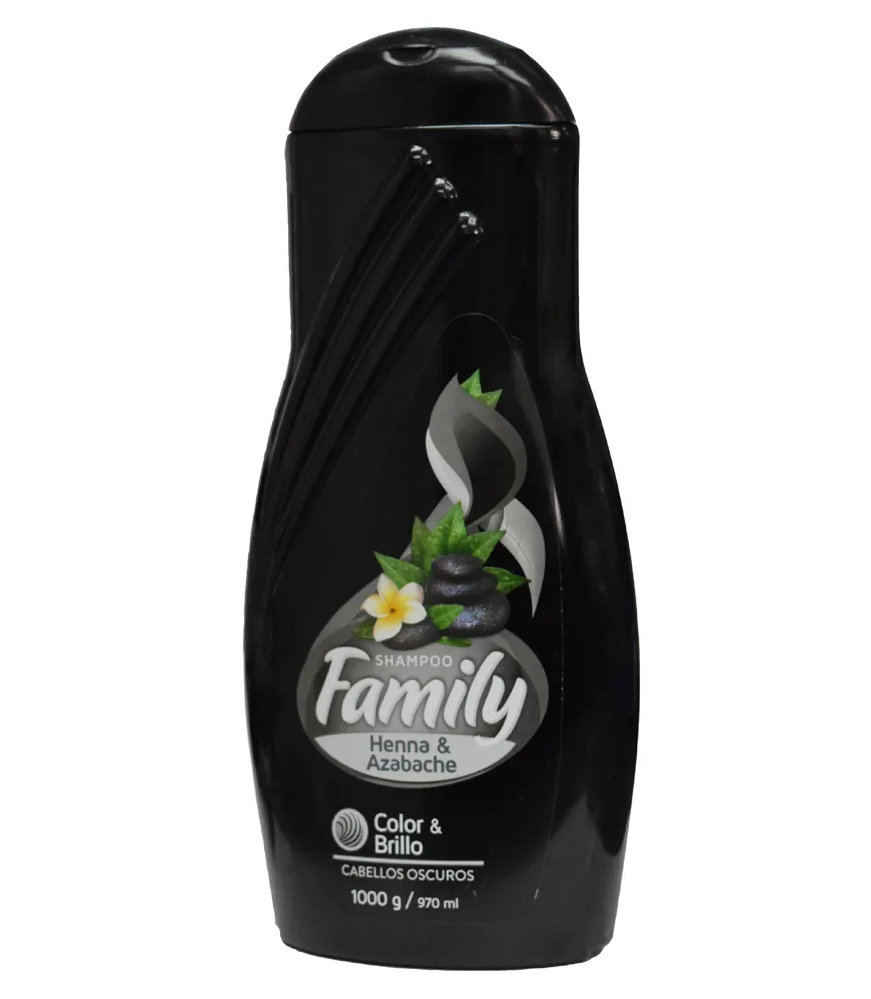 SHAMPOO
Family
Henna &
Azabache
Color &
Brillo
CABELLOS OSCUROS
1000 g / 970 ml